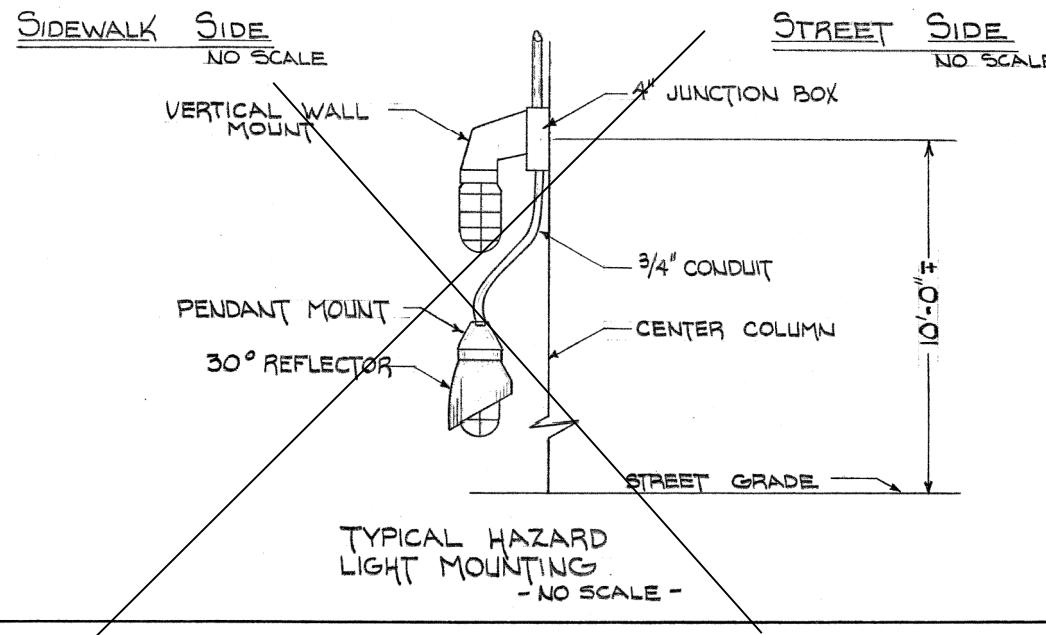 SIDEWALK SIDE
NO SCALE
STREET SIDE
NO SCALE
VERTICAL WALL
MOUNT
4" JUNCTION BOX
3/4" CONDUIT
10'-0"±
PENDANT MOUNT
CENTER COLUMN
30° REFLECTOR
STREET GRADE
TYPICAL HAZARD
LIGHT MOUNTING
- NO SCALE -